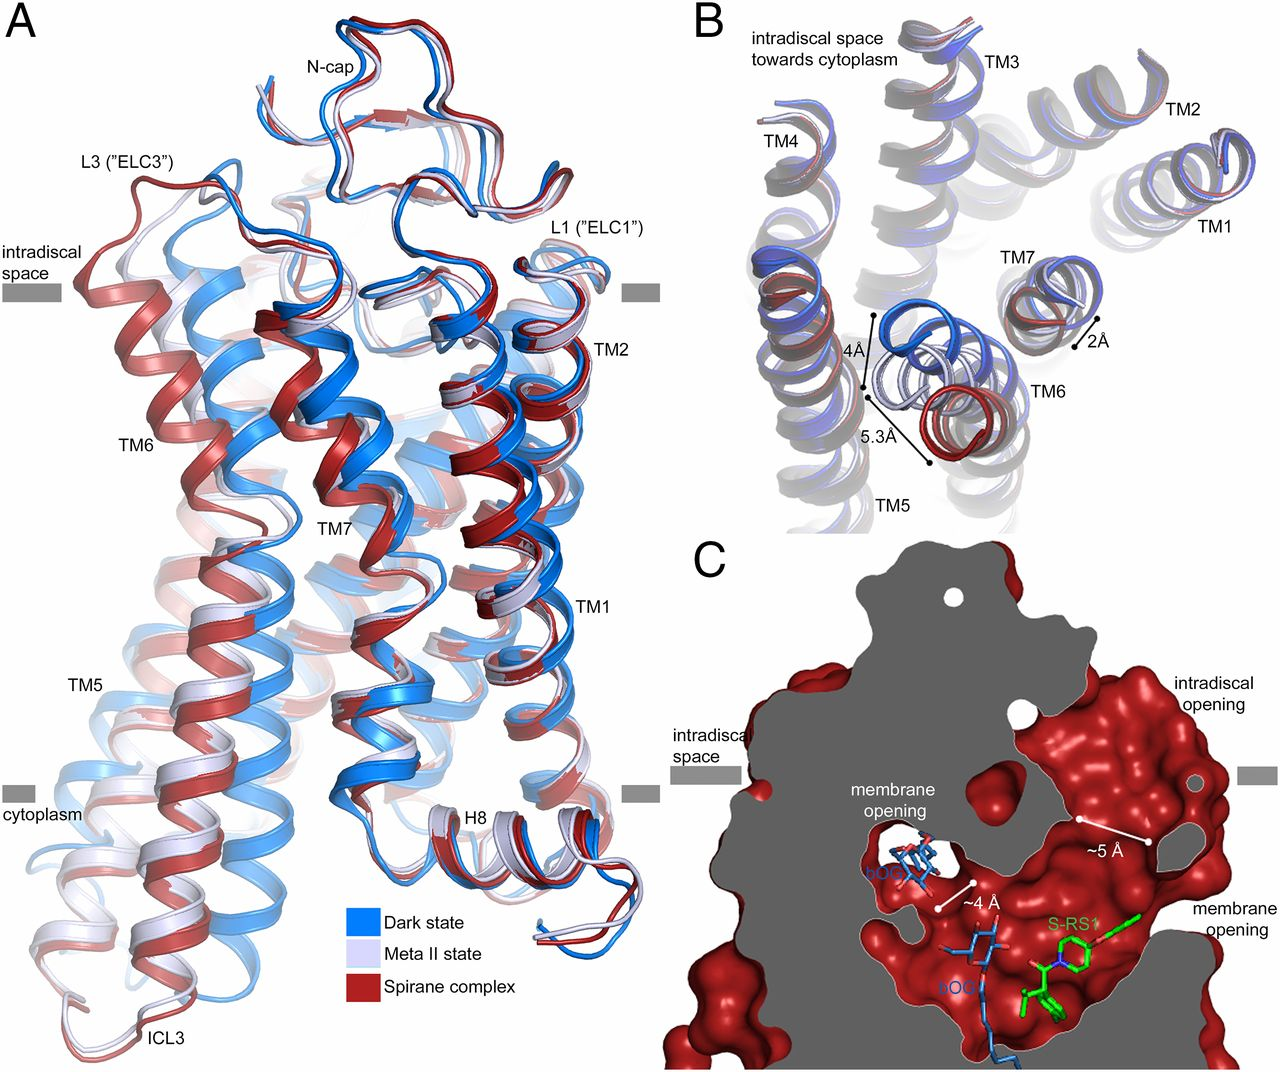 A
N-cap
L3 (”ELC3”)
L1 (”ELC1”)
intradiscal
space
TM2
TM6
TM7
TM1
TM5
cytoplasm
H8
Dark state
Meta II state
Spirane complex
ICL3
B
intradiscal space
towards cytoplasm
TM3
TM2
TM4
TM1
TM7
2Å
4Å
TM6
5.3Å
TM5
C
intradiscal
opening
intradiscal
space
membrane
opening
~5 Å
bOG
~4 Å
membrane
opening
S-RS1
bOG